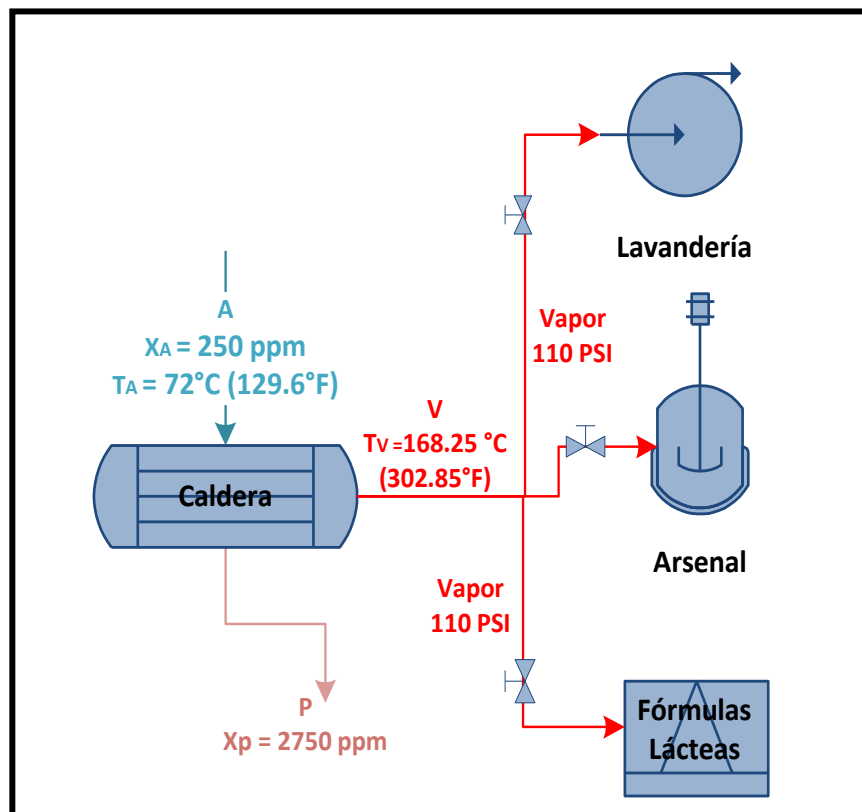 Lavandería
A
XA = 250 ppm
TA = 72°C (129.6°F)
Vapor
110 PSI
V
TV =168.25 °C
(302.85°F)
Caldera
Arsenal
Vapor
110 PSI
P
Xp = 2750 ppm
Fórmulas
Lácteas